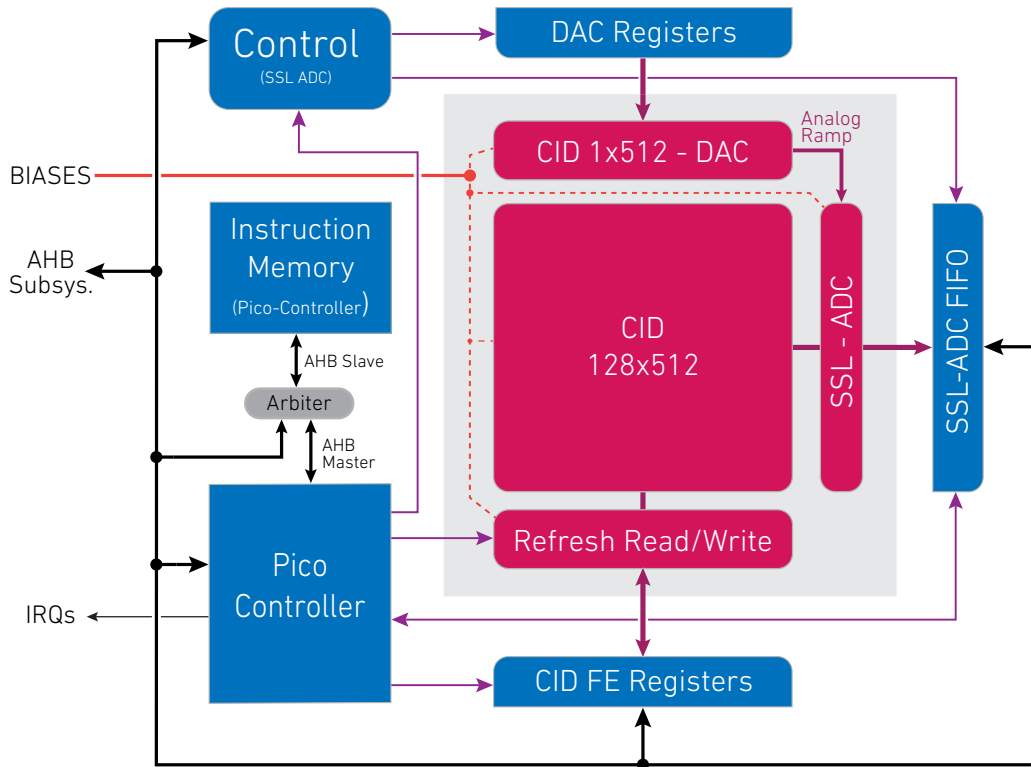 Control
(SSL ADC)
DAC Registers
Analog
Ramp
CID 1x512 - DAC
BIASES
Instruction
Memory
(Pico-Controller)
AHB
Subsys.
CID
128x512
SSL - ADC
SSL-ADC FIFO
AHB Slave
Arbiter
AHB
Master
Refresh Read/Write
Pico
Controller
IRQs
CID FE Registers